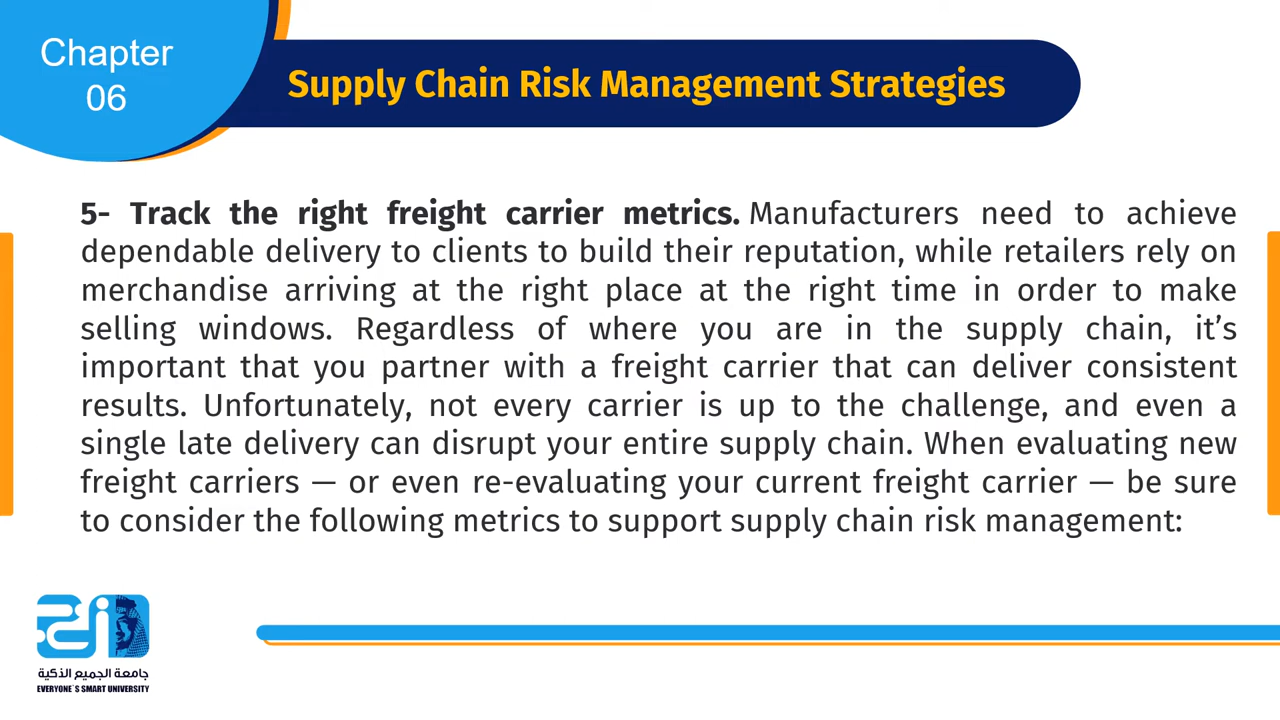 Chapter
06
Supply Chain Risk Management Strategies
5- Track the right freight carrier metrics. Manufacturers need to achieve
dependable delivery to clients to build their reputation, while retailers rely on
merchandise arriving at the right place at the right time in order to make
selling windows. Regardless of where you are in the supply chain, it’s
important that you partner with a freight carrier that can deliver consistent
results. Unfortunately, not every carrier is up to the challenge, and even a
single late delivery can disrupt your entire supply chain. When evaluating new
freight carriers — or even re-evaluating your current freight carrier — be sure
to consider the following metrics to support supply chain risk management:
جامعة الجميع الذكية
EVERYONE`S SMART UNIVERSITY